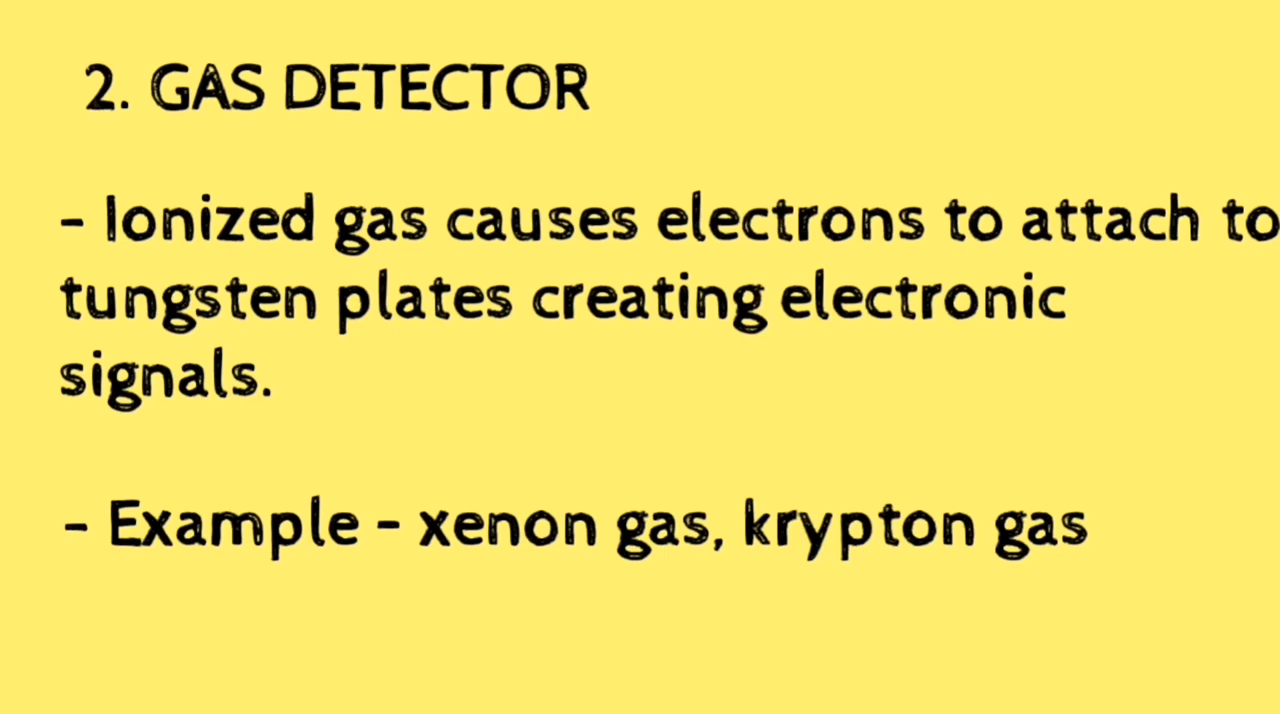 2. GAS DETECTOR
- Ionized gas causes electrons to attach to
tungsten plates creating electronic
signals.
- Example - xenon gas, krypton gas